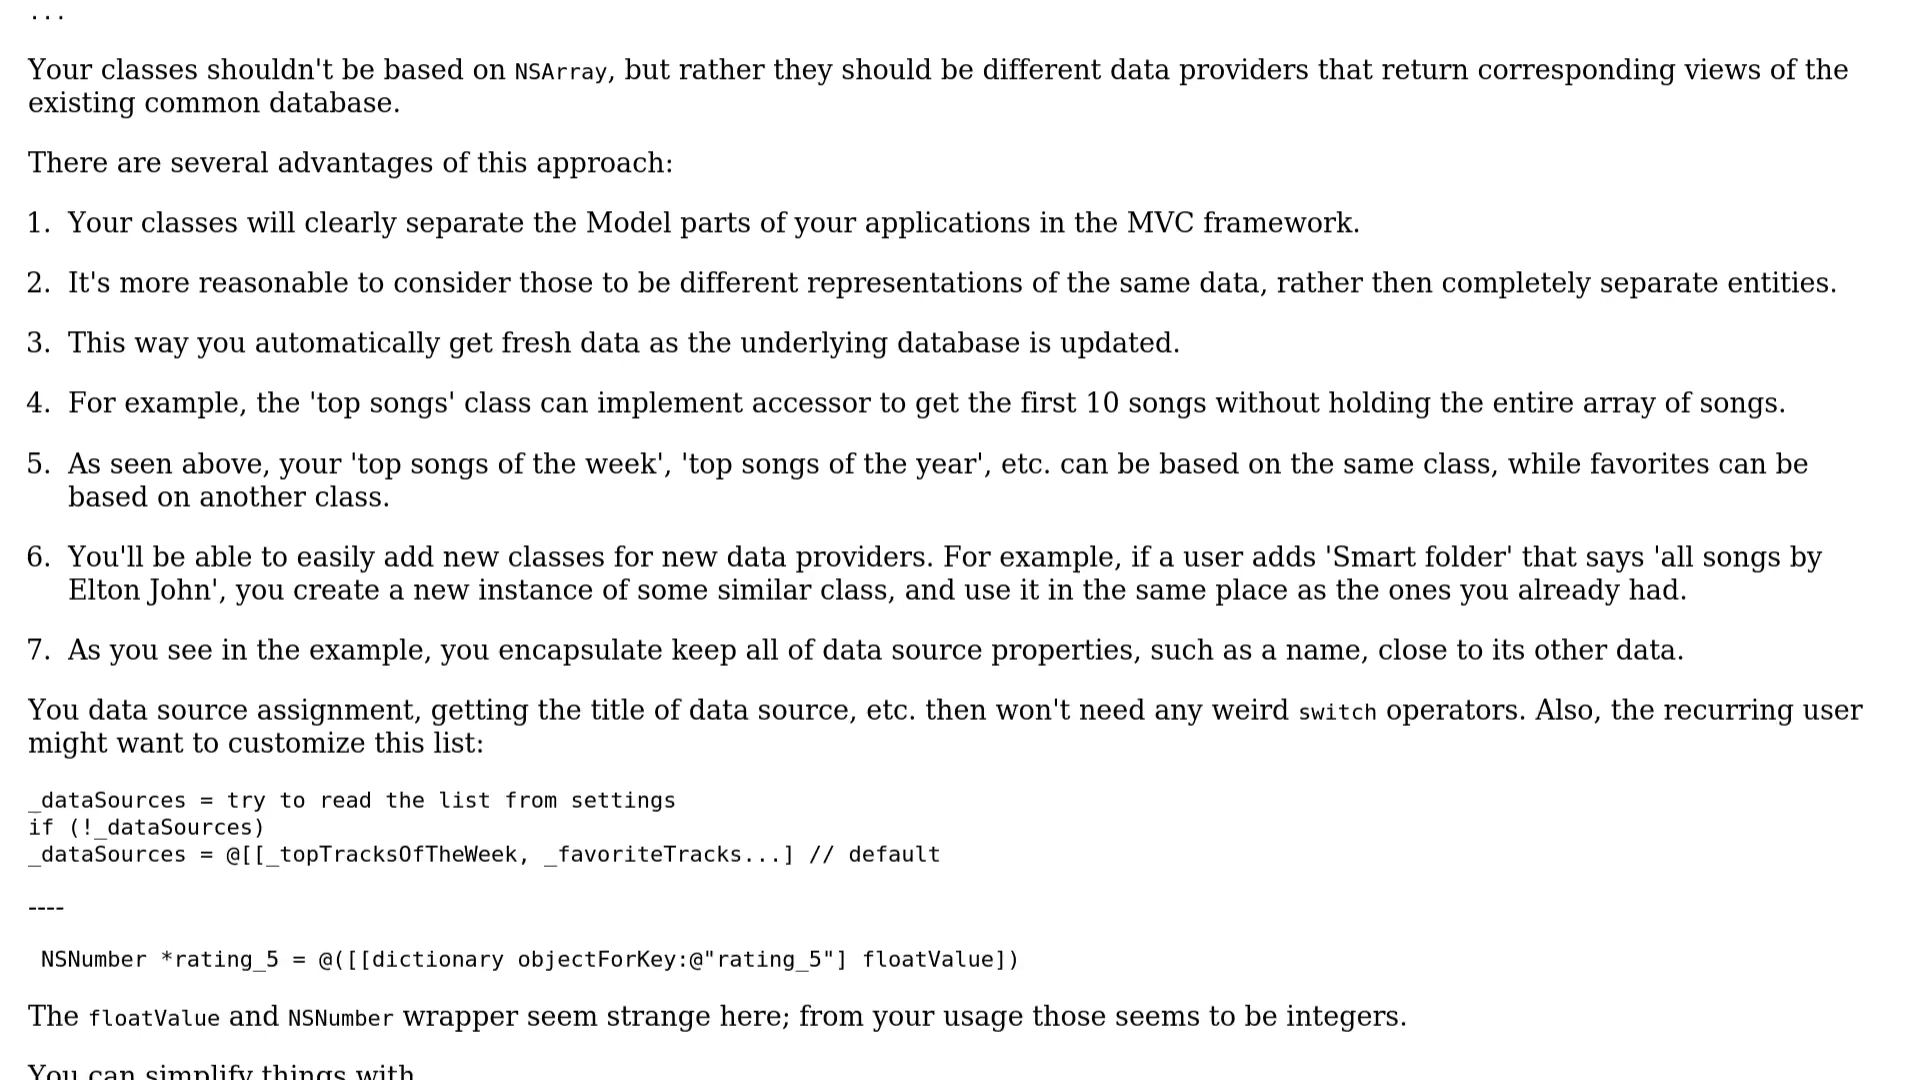 ...
Your classes shouldn't be based on NSArray, but rather they should be different data providers that return corresponding views of the
existing common database.
There are several advantages of this approach:
1. Your classes will clearly separate the Model parts of your applications in the MVC framework.
2. It's more reasonable to consider those to be different representations of the same data, rather then completely separate entities.
3. This way you automatically get fresh data as the underlying database is updated.
4. For example, the 'top songs' class can implement accessor to get the first 10 songs without holding the entire array of songs.
5. As seen above, your 'top songs of the week', 'top songs of the year', etc. can be based on the same class, while favorites can be
based on another class.
6. You'll be able to easily add new classes for new data providers. For example, if a user adds 'Smart folder' that says 'all songs by
Elton John', you create a new instance of some similar class, and use it in the same place as the ones you already had.
7. As you see in the example, you encapsulate keep all of data source properties, such as a name, close to its other data.
You data source assignment, getting the title of data source, etc. then won't need any weird switch operators. Also, the recurring user
might want to customize this list:
_dataSources = try to read the list from settings
if (!_dataSources)
_dataSources = @[[_topTracksOfTheWeek, _favoriteTracks...] // default
----
NSNumber *rating_5 = @([[dictionary objectForKey:@"rating_5"] floatValue])
The floatValue and NSNumber wrapper seem strange here; from your usage those seems to be integers.
You can simplify things with